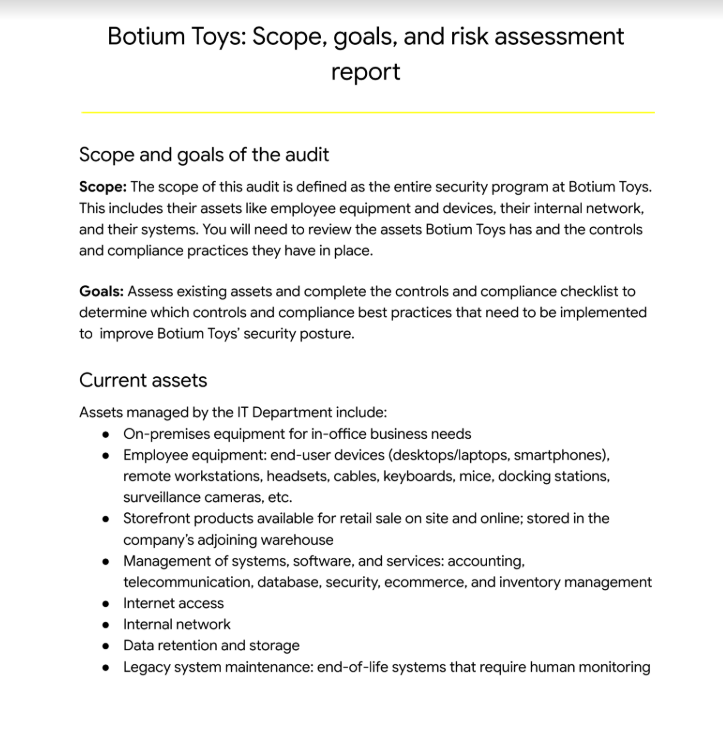 Botium Toys: Scope, goals, and risk assessment
report
Scope and goals of the audit
Scope: The scope of this audit is defined as the entire security program at Botium Toys.
This includes their assets like employee equipment and devices, their internal network,
and their systems. You will need to review the assets Botium Toys has and the controls
and compliance practices they have in place.
Goals: Assess existing assets and complete the controls and compliance checklist to
determine which controls and compliance best practices that need to be implemented
to improve Botium Toys’ security posture.
Current assets
Assets managed by the IT Department include:
● On-premises equipment for in-office business needs
● Employee equipment: end-user devices (desktops/laptops, smartphones),
remote workstations, headsets, cables, keyboards, mice, docking stations,
surveillance cameras, etc.
● Storefront products available for retail sale on site and online; stored in the
company’s adjoining warehouse
● Management of systems, software, and services: accounting,
telecommunication, database, security, ecommerce, and inventory management
● Internet access
● Internal network
● Data retention and storage
● Legacy system maintenance: end-of-life systems that require human monitoring